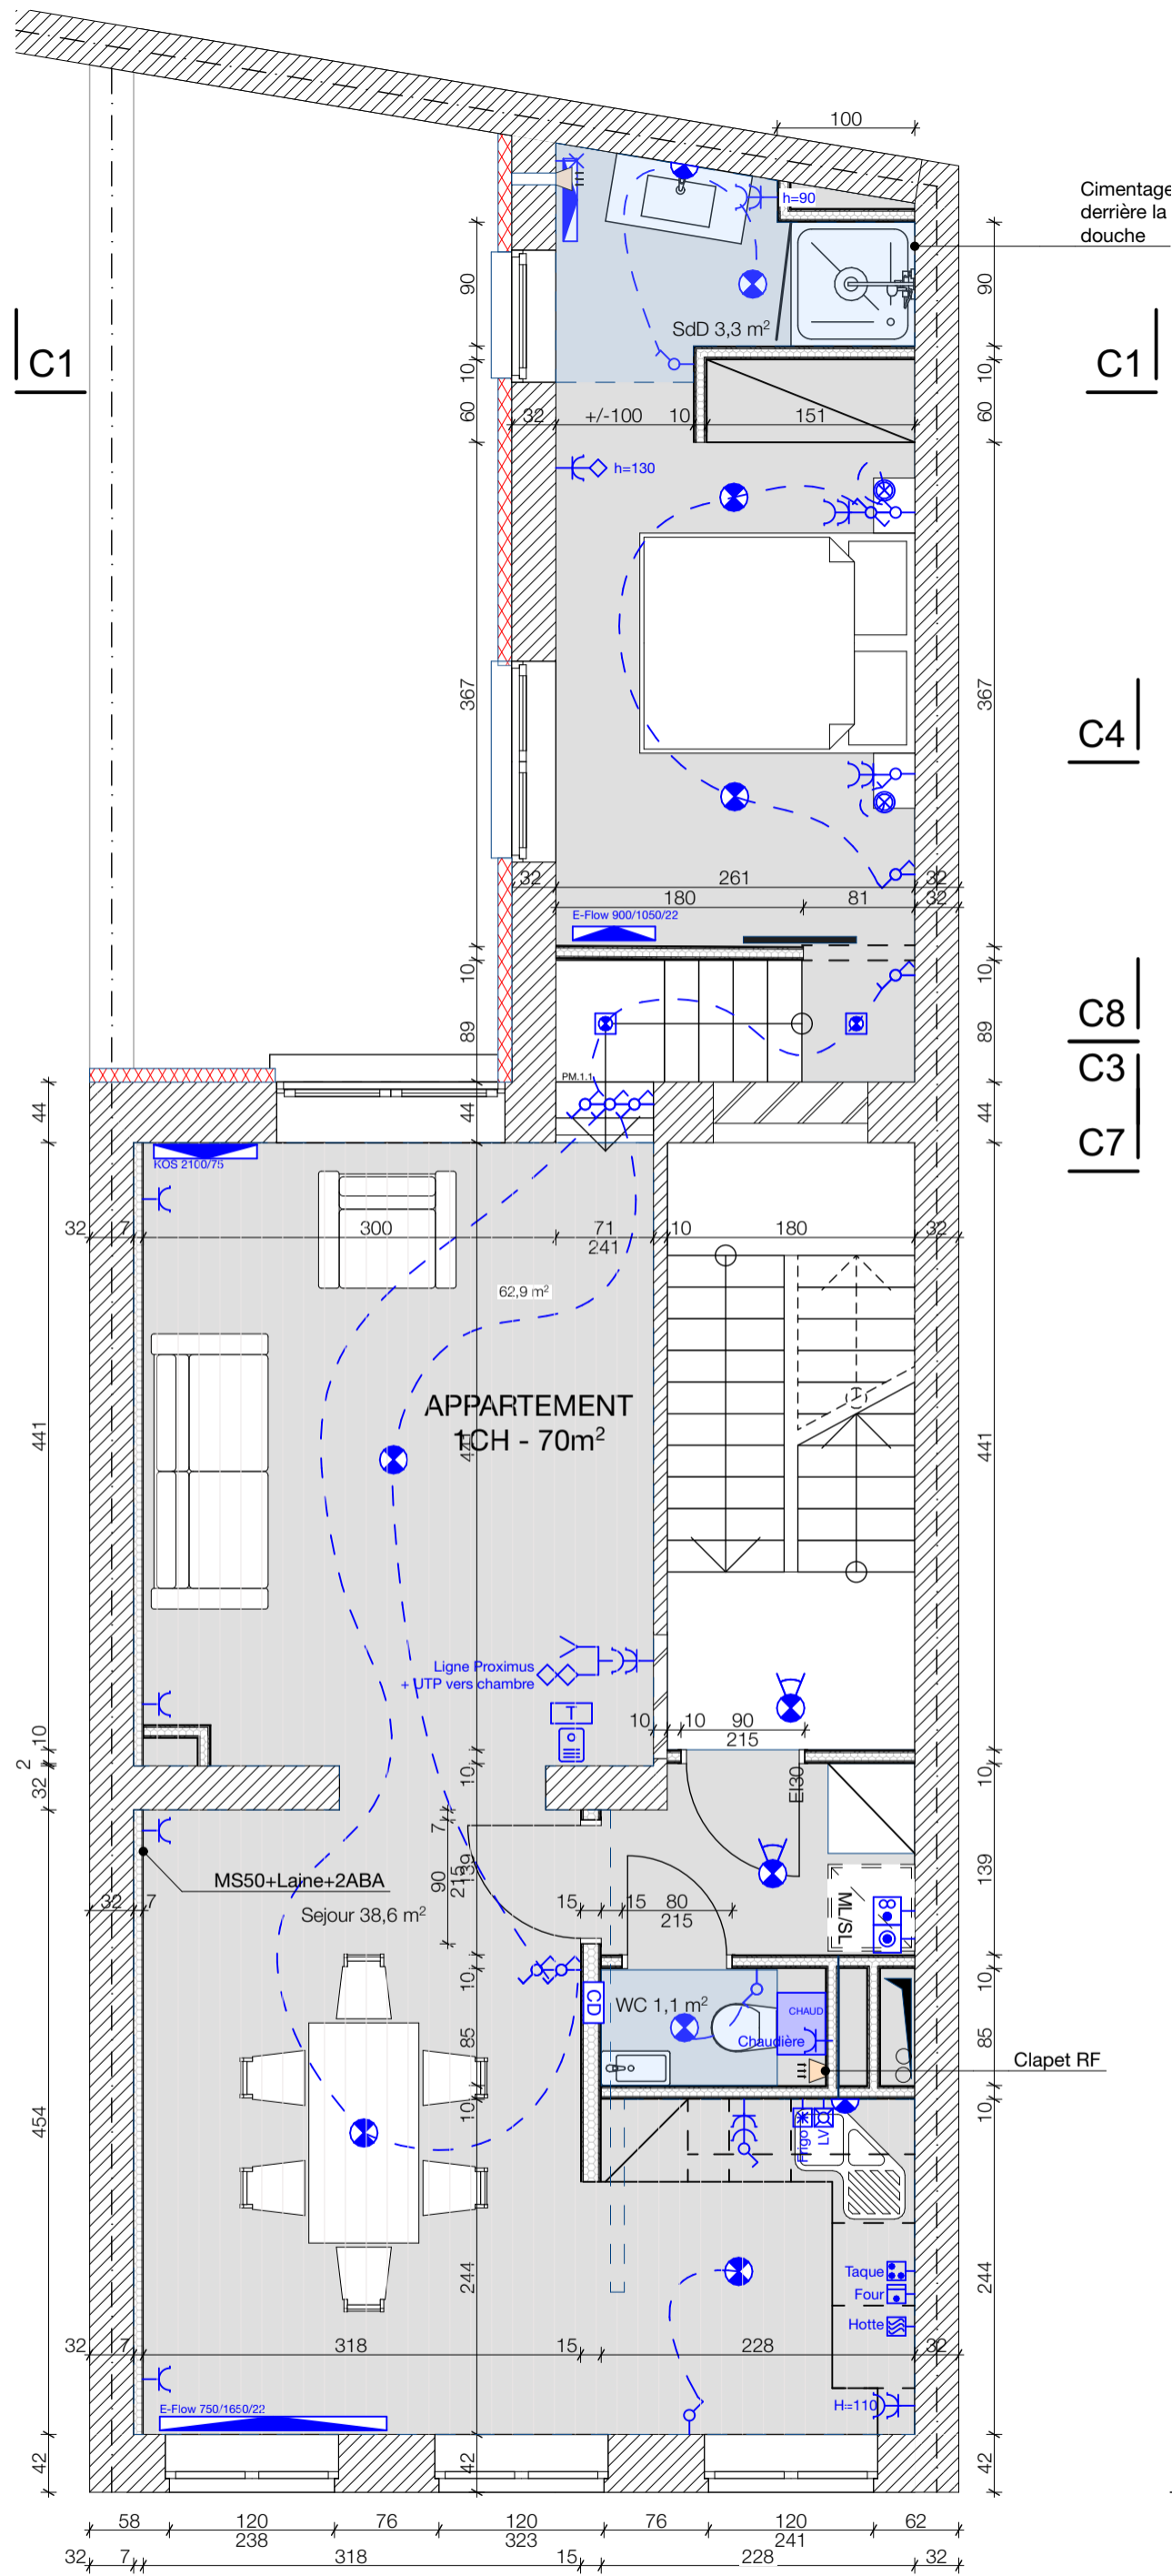 100
Cimentage
derrière la
douche
h=90
90
90
SdD 3,3 m²
C1
C1
10
10
60
32
+/-100
10
151
60
h=130
367
367
C4
32
261
32
180
81
32
E-Flow 900/1050/22
10
10
C8
89
89
C3
PM.1.1
44
44
44
C7
KOS 2100/75
32
7
300
71
10
180
32
241
62,9 m²
APPARTEMENT
1CH - 70m²
441
441
441
Ligne Proximus
+ UTP vers chambre
T
10
10
90
215
10
2
32
10
10
EI30
7
90
215
139
139
MS50+Laine+2ABA
32
7
Sejour 38,6 m²
15
15
80
215
ML/SL
10
10
CD
WC 1,1 m²
CHAUD
Chaudière
85
85
Clapet RF
10
10
Frigo
LV
454
244
244
Taque
Four
Hotte
32
7
318
15
228
32
H=110
E-Flow 750/1650/22
42
42
42
58
120
76
120
76
120
62
238
323
241
32
7
318
15
228
32